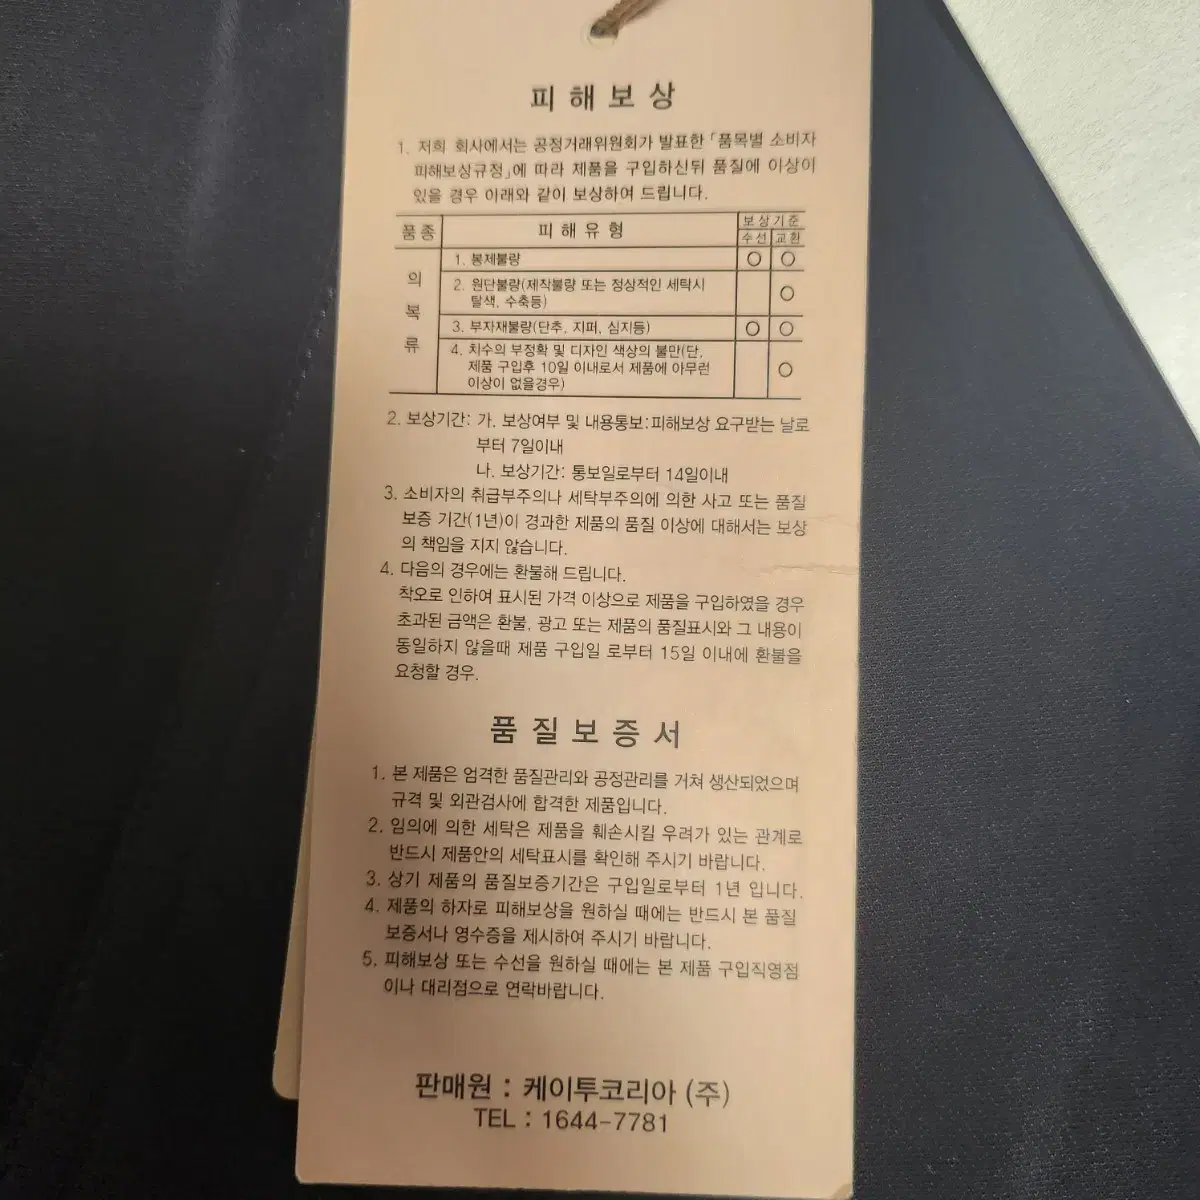 피해보상
1. 저희 회사에서는 공정거래위원회가 발표한 「품목별 소비자
피해보상규정」에 따라 제품을 구입하신뒤 품질에 이상이
있을 경우 아래와 같이 보상하여 드립니다.
품종 피해유형 보상기준
수선 교환
의복류
1. 봉제불량 ○ ○
2. 원단불량(제작불량 또는 정상적인 세탁시
탈색, 수축등) ○
3. 부자재불량(단추, 지퍼, 심지등) ○ ○
4. 치수의 부정확 및 디자인 색상의 불만(단,
제품 구입후 10일 이내로서 제품에 아무런
이상이 없을경우) ○
2. 보상기간: 가. 보상여부 및 내용통보:피해보상 요구받는 날로
부터 7일이내
나. 보상기간: 통보일로부터 14일이내
3. 소비자의 취급부주의나 세탁부주의에 의한 사고 또는 품질
보증 기간(1년)이 경과한 제품의 품질 이상에 대해서는 보상
의 책임을 지지 않습니다.
4. 다음의 경우에는 환불해 드립니다.
착오로 인하여 표시된 가격 이상으로 제품을 구입하였을 경우
초과된 금액은 환불, 광고 또는 제품의 품질표시와 그 내용이
동일하지 않을때 제품 구입일 로부터 15일 이내에 환불을
요청할 경우.
품질보증서
1. 본 제품은 엄격한 품질관리와 공정관리를 거쳐 생산되었으며
규격 및 외관검사에 합격한 제품입니다.
2. 임의에 의한 세탁은 제품을 훼손시킬 우려가 있는 관계로
반드시 제품안의 세탁표시를 확인해 주시기 바랍니다.
3. 상기 제품의 품질보증기간은 구입일로부터 1년 입니다.
4. 제품의 하자로 피해보상을 원하실 때에는 반드시 본 품질
보증서나 영수증을 제시하여 주시기 바랍니다.
5. 피해보상 또는 수선을 원하실 때에는 본 제품 구입직영점
이나 대리점으로 연락바랍니다.
판매원 : 케이투코리아 (주)
TEL : 1644-7781